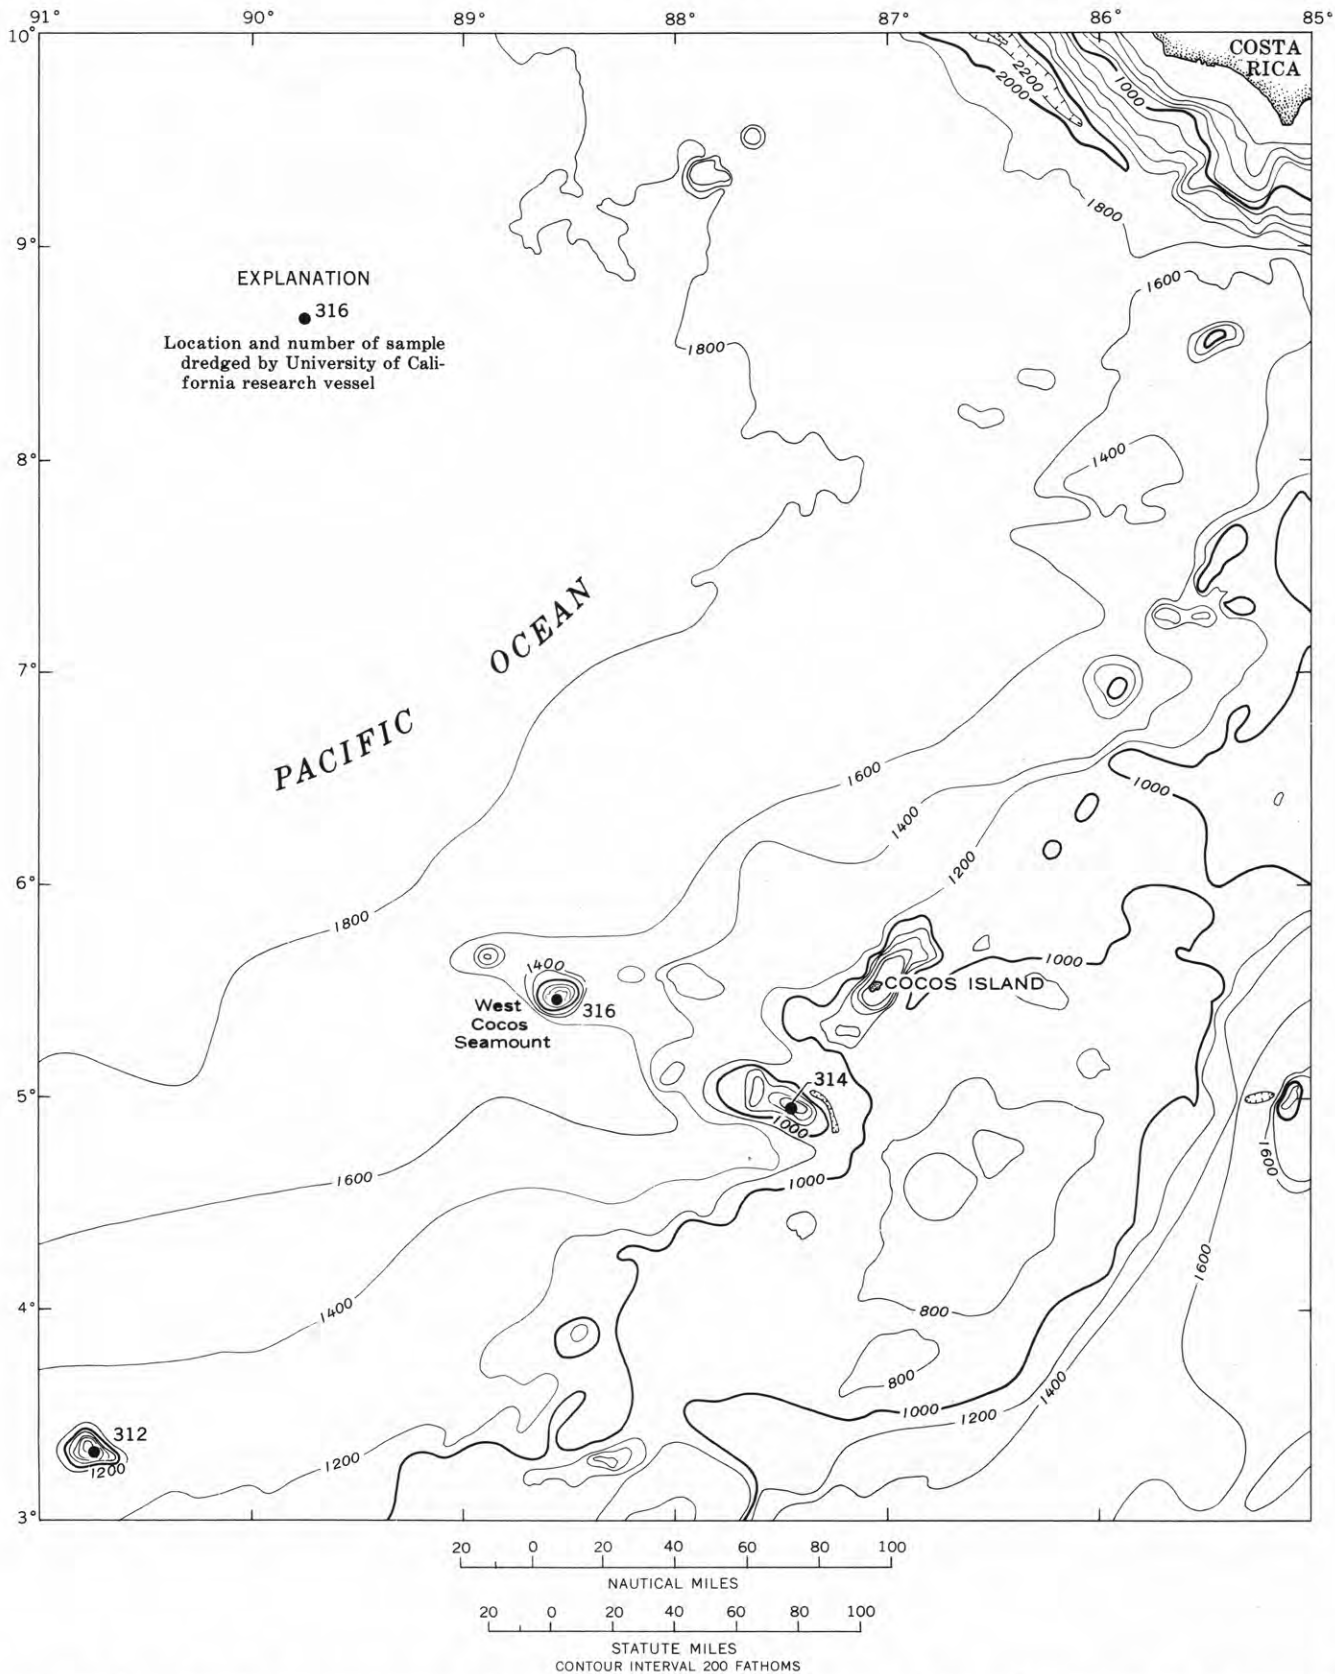 91° 90° 89° 88° 87° 86° 85°
10°
COSTA
RICA
2200
2000
1000
1800
9°
EXPLANATION
316
Location and number of sample
dredged by University of Cali-
fornia research vessel
1600
1800
8°
1400
PACIFIC OCEAN
7°
1600
1000
1400
1200
6°
1800
1000
1400
COCOS ISLAND
West
Cocos
Seamount
316
5°
314
1000
1600
1600
1000
1600
4°
1400
800
800
1400
1000
1200
312
1200
1200
3°
20 0 20 40 60 80 100
NAUTICAL MILES
20 0 20 40 60 80 100
STATUTE MILES
CONTOUR INTERVAL 200 FATHOMS